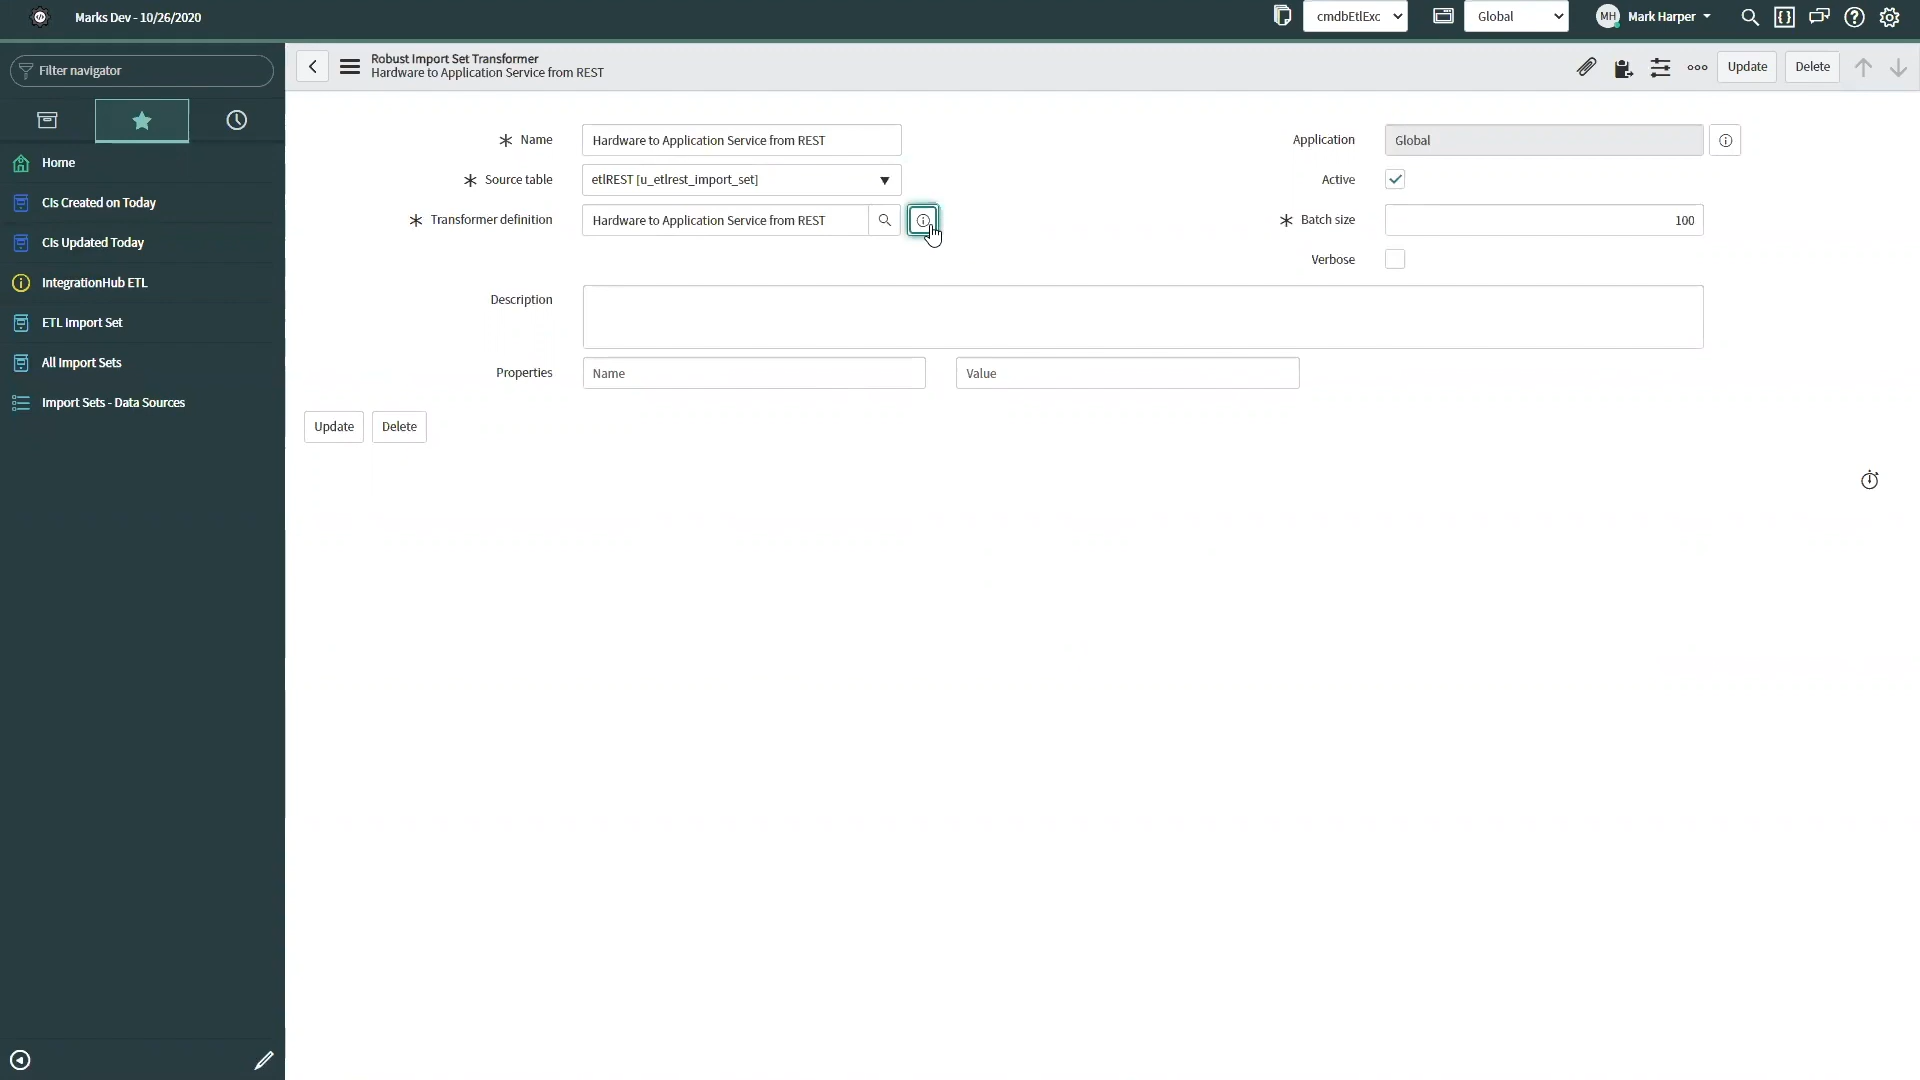 Marks Dev - 10/26/2020
cmdbEtlExc
Global
MH
Mark Harper
Filter navigator
Robust Import Set Transformer
Hardware to Application Service from REST
Update
Delete
Home
CIs Created on Today
CIs Updated Today
IntegrationHub ETL
ETL Import Set
All Import Sets
Import Sets - Data Sources
Name
Hardware to Application Service from REST
Application
Global
Source table
etlREST [u_etlrest_import_set]
Active
Transformer definition
Hardware to Application Service from REST
Batch size
100
Verbose
Description
Properties
Name
Value
Update
Delete